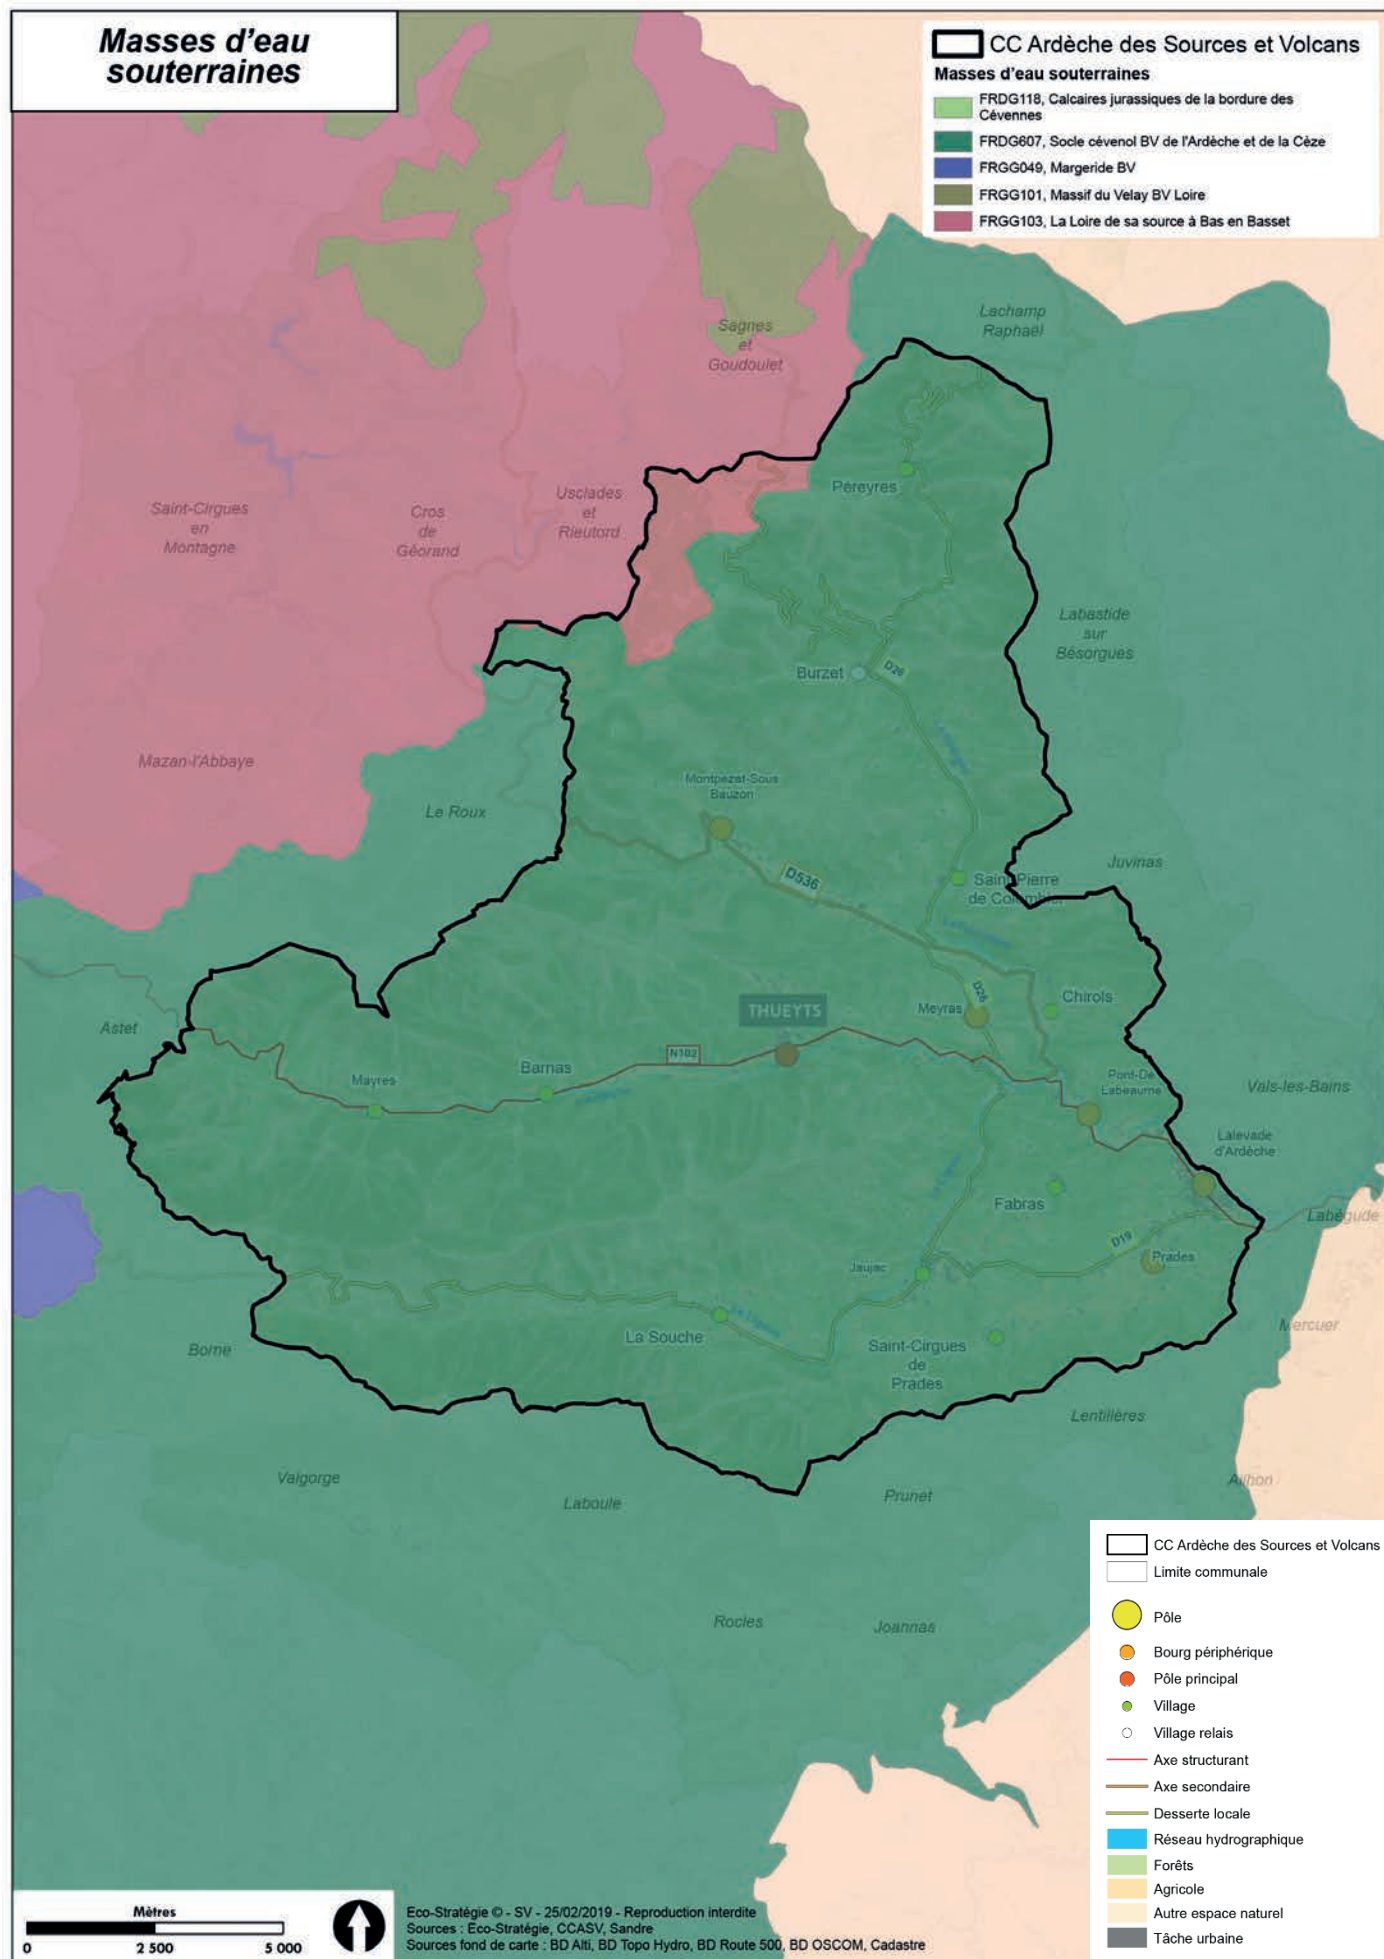 Masses d'eau
souterraines
CC Ardèche des Sources et Volcans
Masses d'eau souterraines
FRDG118, Calcaires jurassiques de la bordure des
Cévennes
FRDG607, Socle cévenol BV de l'Ardèche et de la Cèze
FRGG049, Margeride BV
FRGG101, Massif du Velay BV Loire
FRGG103, La Loire de sa source à Bas en Basset
Lachamp
Raphaël
Sagnes
et
Goudoulet
Péreyres
Usclades
et
Rieutord
Saint-Cirgues
en
Montagne
Cros
de
Géorand
Labastide
sur
Bésorgues
Burzet
D26
Mazan-l'Abbaye
Montpezat-Sous
Bauzon
Le Roux
D536
Juvinas
Saint-Pierre
de Colombier
D26
Chirols
Meyras
THUEYTS
Astet
N102
Barnas
Mayres
Pont-De
Labeaume
Vals-les-Bains
Lalevade
d'Ardèche
Fabras
Labégude
D19
Prades
Jaujac
La Souche
Saint-Cirgues
de
Prades
Mercuer
Borne
Lentillères
Valgorge
Laboule
Prunet
Ailhon
Rocles
Joannas
CC Ardèche des Sources et Volcans
Limite communale
Pôle
Bourg périphérique
Pôle principal
Village
Village relais
Axe structurant
Axe secondaire
Desserte locale
Réseau hydrographique
Forêts
Agricole
Autre espace naturel
Tâche urbaine
Mètres
0 2 500 5 000
Eco-Stratégie © - SV - 25/02/2019 - Reproduction interdite
Sources : Eco-Stratégie, CCASV, Sandre
Sources fond de carte : BD Alti, BD Topo Hydro, BD Route 500, BD OSCOM, Cadastre